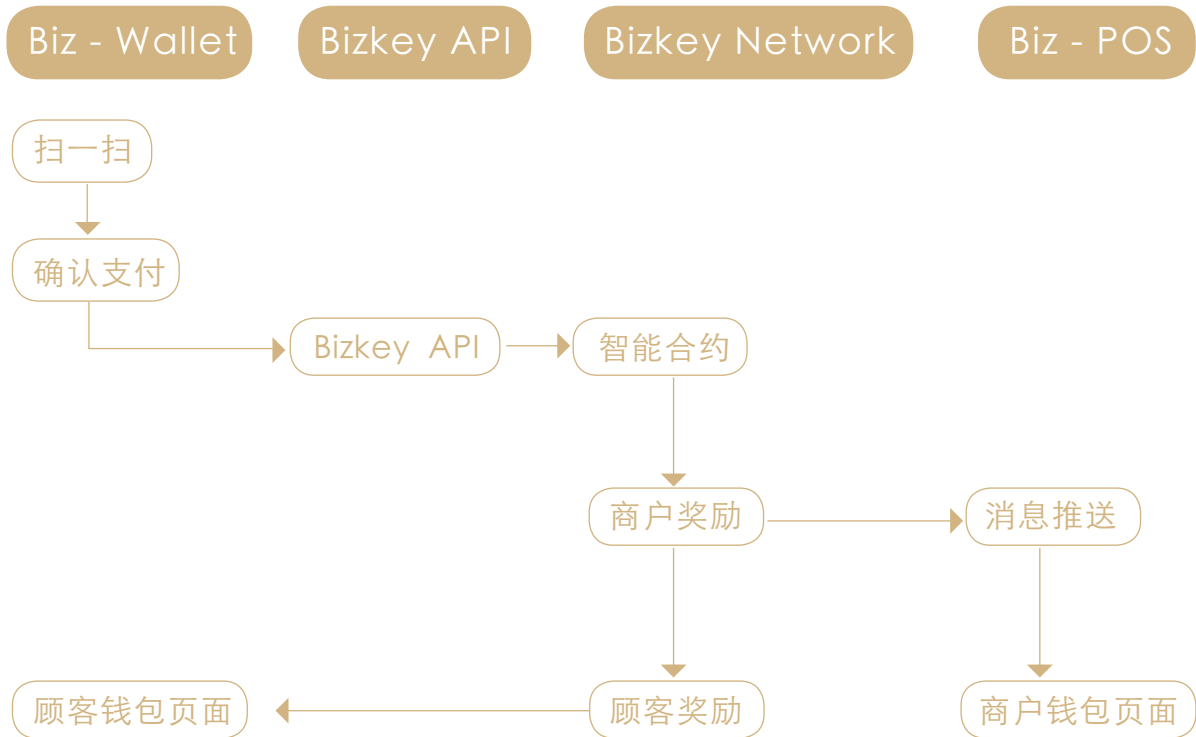 Biz - Wallet
Bizkey API
Bizkey Network
Biz - POS
扫一扫
确认支付
Bizkey API
智能合约
商户奖励
消息推送
顾客钱包页面
顾客奖励
商户钱包页面